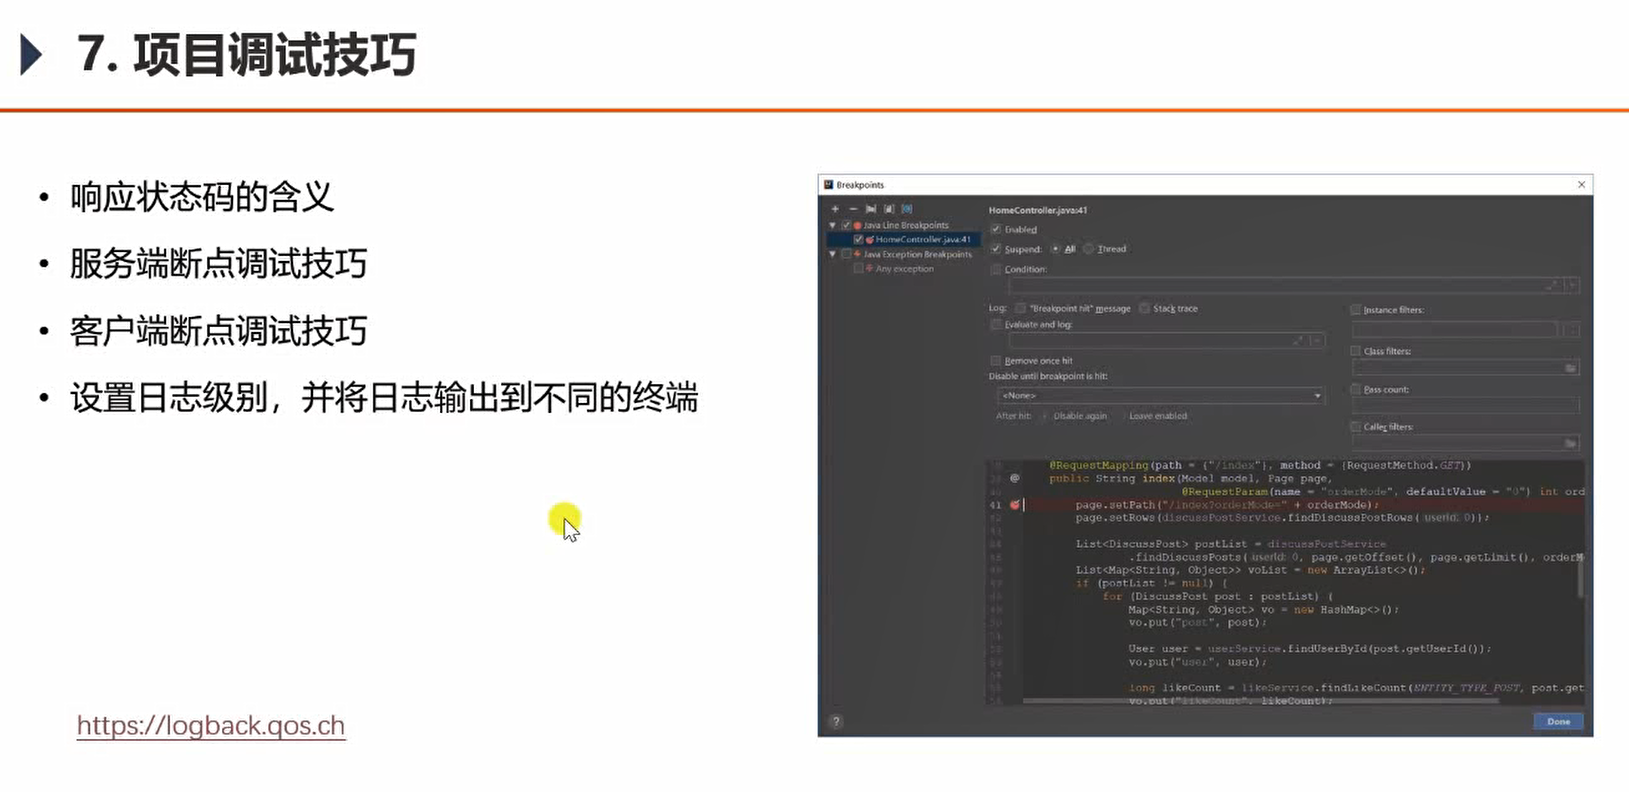 7. 项目调试技巧
• 响应状态码的含义
• 服务端断点调试技巧
• 客户端断点调试技巧
• 设置日志级别，并将日志输出到不同的终端
https://logback.qos.ch
Breakpoints
Java Line Breakpoints
HomeController.java:41
Java Exception Breakpoints
Any exception
HomeController.java:41
Enabled
Suspend: All Thread
Condition:
Log: "Breakpoint hit" message Stack trace
Evaluate and log:
Remove once hit
Disable until breakpoint is hit:
<None>
After hit: Disable again Leave enabled
Instance filters:
Class filters:
Pass count:
Caller filters:
@RequestMapping(path = {"/index"}, method = {RequestMethod.GET})
public String index(Model model, Page page,
@RequestParam(name = "orderMode", defaultValue = "0") int ord
41 page.setPath("/index?orderMode=" + orderMode);
page.setRows(discussPostService.findDiscussPostRows( userId: 0));
List<DiscussPost> postList = discussPostService
.findDiscussPosts( userId: 0, page.getOffset(), page.getLimit(), orderM
List<Map<String, Object>> voList = new ArrayList<>();
if (postList != null) {
for (DiscussPost post : postList) {
Map<String, Object> vo = new HashMap<>();
vo.put("post", post);
User user = userService.findUserById(post.getUserId());
vo.put("user", user);
long likeCount = likeService.findLikeCount(ENTITY_TYPE_POST, post.get
vo.put("likeCount", likeCount);
?
Done